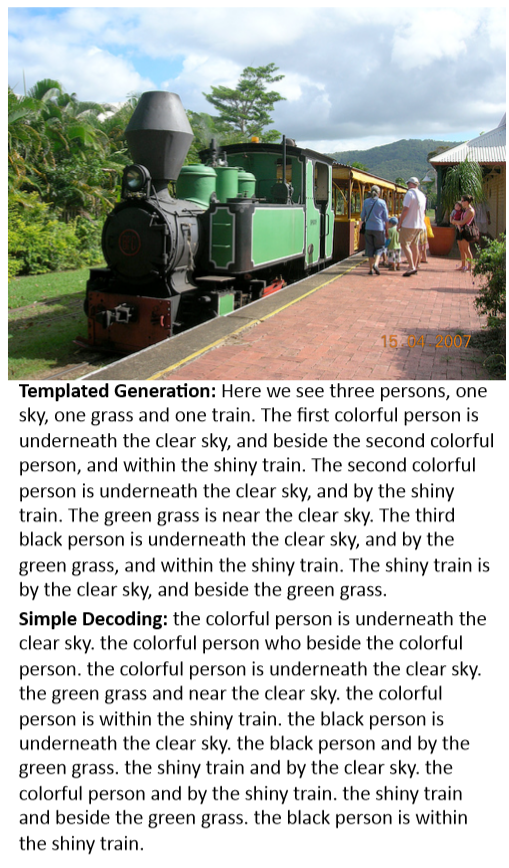 15.04.2007
Templated Generation: Here we see three persons, one
sky, one grass and one train. The first colorful person is
underneath the clear sky, and beside the second colorful
person, and within the shiny train. The second colorful
person is underneath the clear sky, and by the shiny
train. The green grass is near the clear sky. The third
black person is underneath the clear sky, and by the
green grass, and within the shiny train. The shiny train is
by the clear sky, and beside the green grass.
Simple Decoding: the colorful person is underneath the
clear sky. the colorful person who beside the colorful
person. the colorful person is underneath the clear sky.
the green grass and near the clear sky. the colorful
person is within the shiny train. the black person is
underneath the clear sky. the black person and by the
green grass. the shiny train and by the clear sky. the
colorful person and by the shiny train. the shiny train
and beside the green grass. the black person is within
the shiny train.